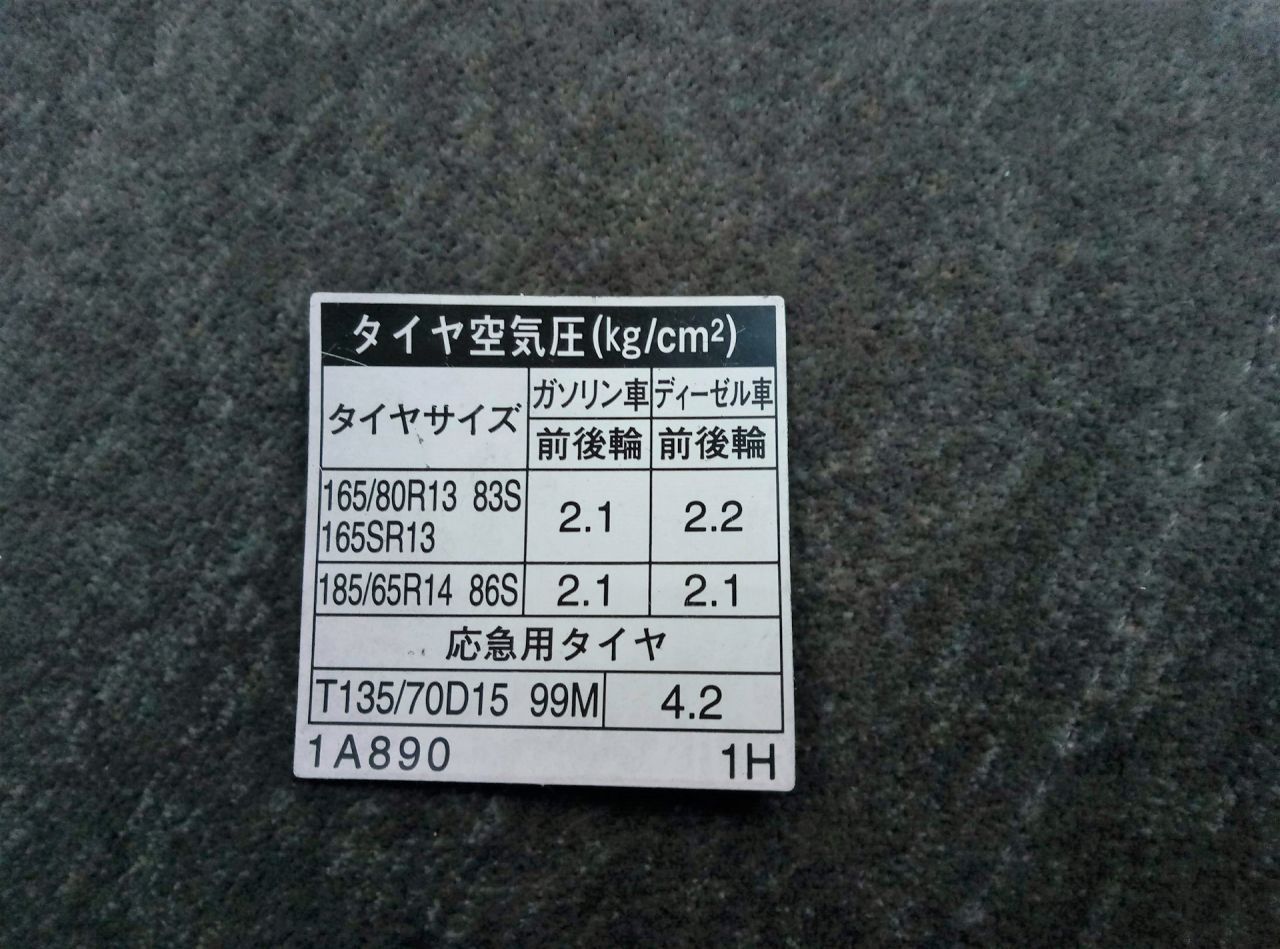 タイヤ空気圧(kg/cm²)
タイヤサイズ
ガソリン車 ディーゼル車
前後輪 前後輪
165/80R13 83S
165SR13
2.1 2.2
185/65R14 86S 2.1 2.1
応急用タイヤ
T135/70D15 99M 4.2
1A890 1H